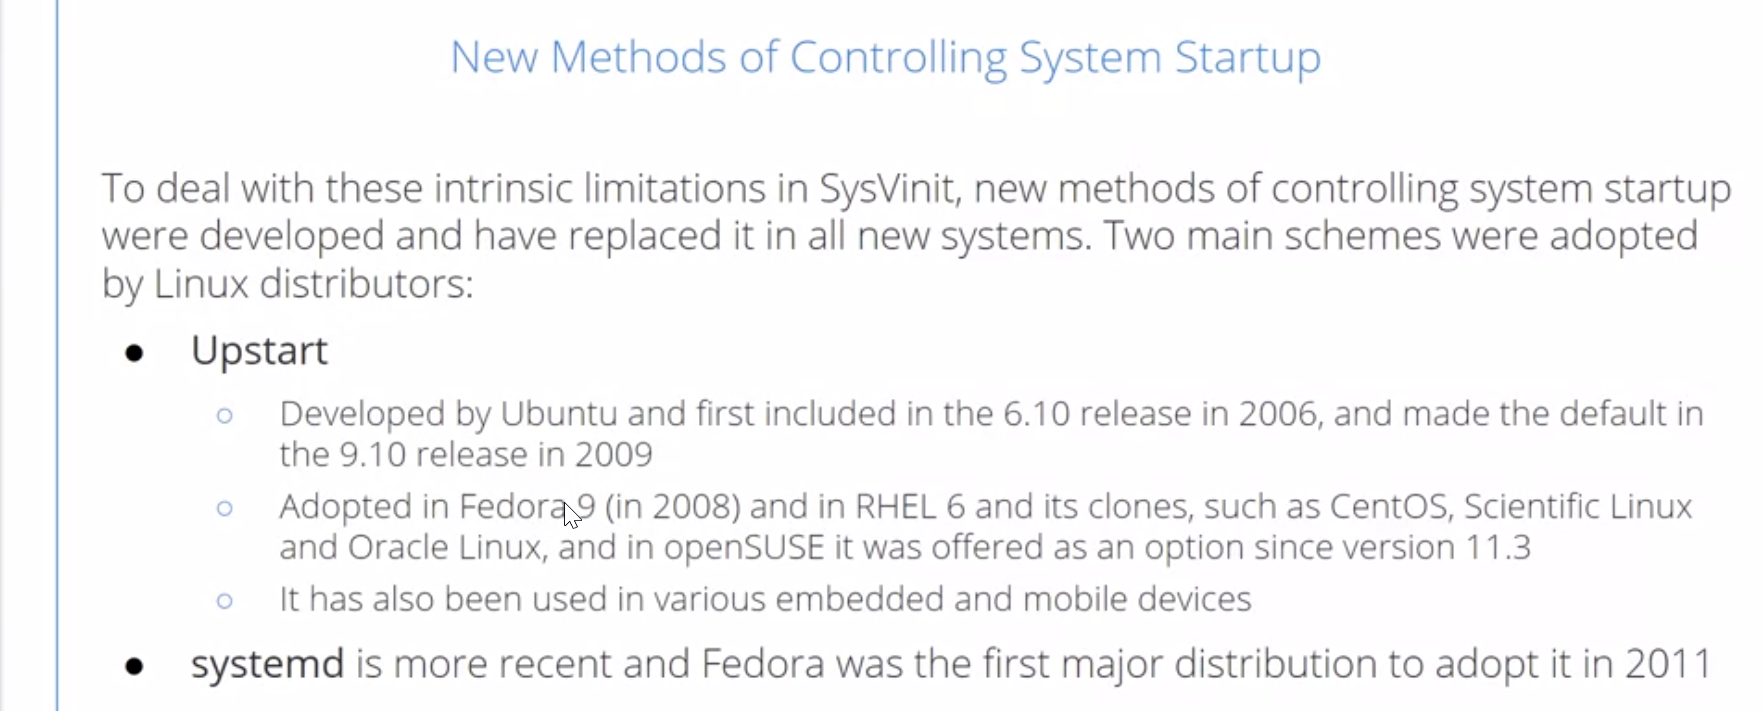 New Methods of Controlling System Startup
To deal with these intrinsic limitations in SysVinit, new methods of controlling system startup
were developed and have replaced it in all new systems. Two main schemes were adopted
by Linux distributors:
● Upstart
○ Developed by Ubuntu and first included in the 6.10 release in 2006, and made the default in
the 9.10 release in 2009
○ Adopted in Fedora 9 (in 2008) and in RHEL 6 and its clones, such as CentOS, Scientific Linux
and Oracle Linux, and in openSUSE it was offered as an option since version 11.3
○ It has also been used in various embedded and mobile devices
● systemd is more recent and Fedora was the first major distribution to adopt it in 2011